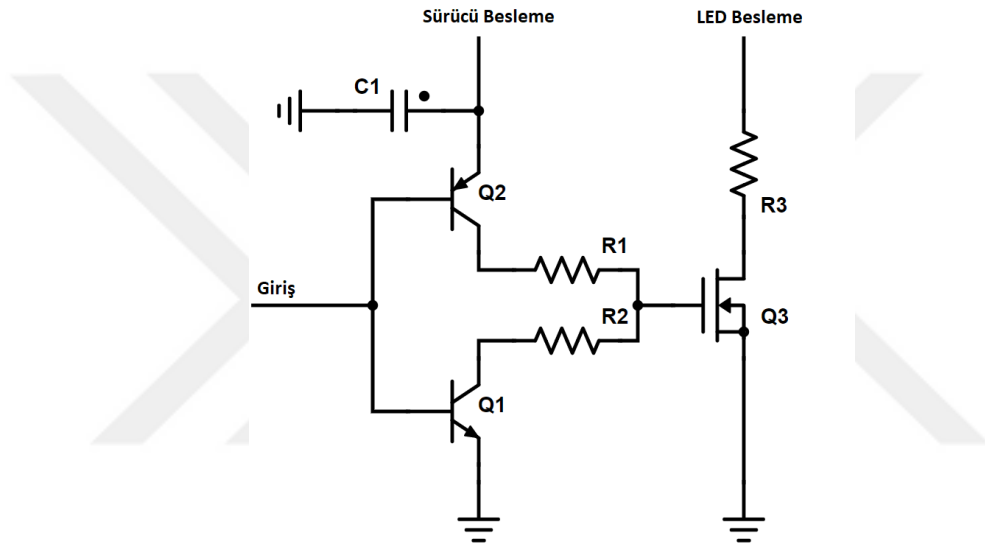 Sürücü Besleme
LED Besleme
C1
Q2
R3
R1
Giriş
R2
Q3
Q1